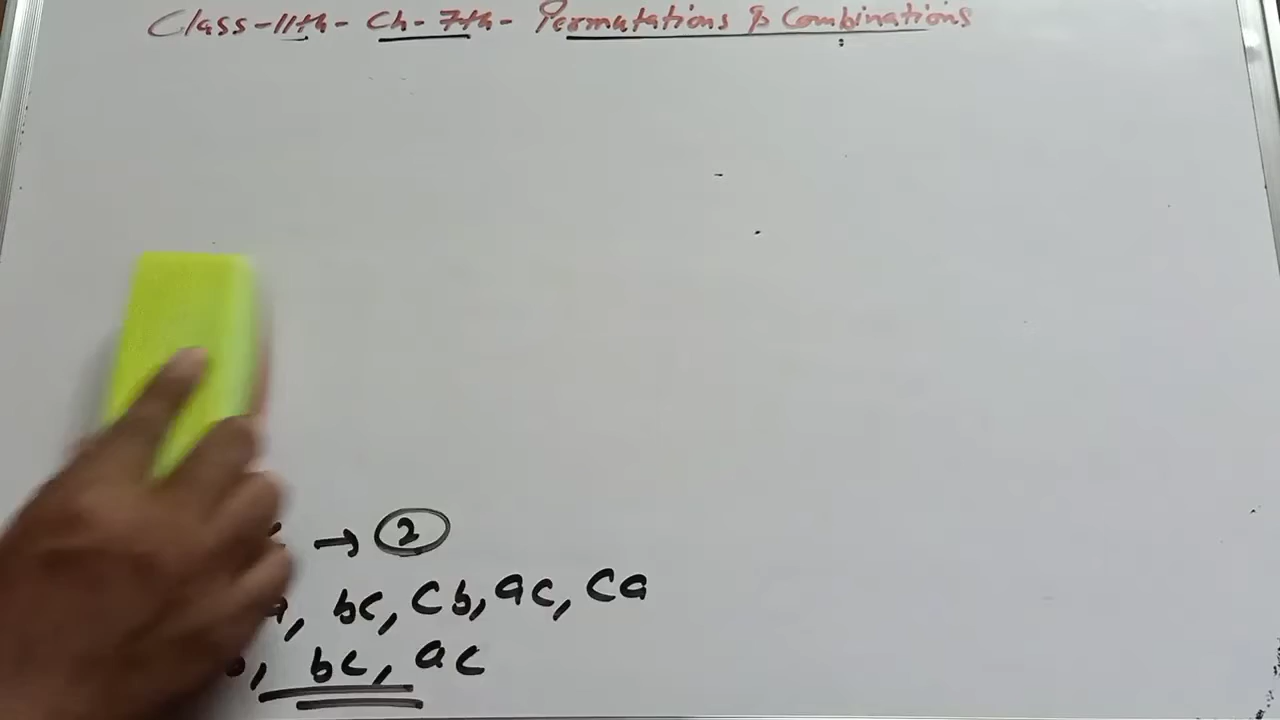 Class-11th- Ch-7th- Permutations & Combinations
→ 2
, bc, cb, ac, ca
, bc, ac